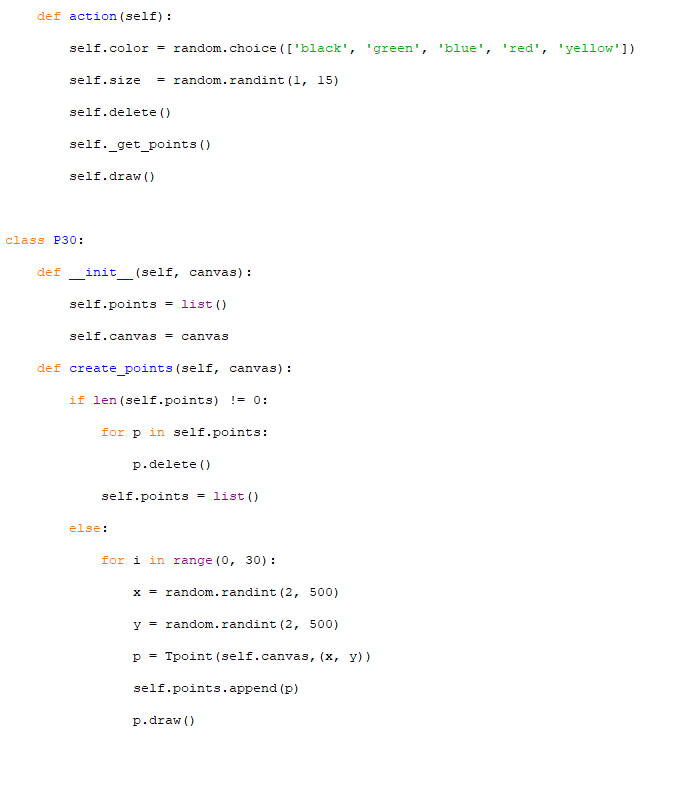 def action(self):
        self.color = random.choice(['black', 'green', 'blue', 'red', 'yellow'])
        self.size  = random.randint(1, 15)
        self.delete()
        self._get_points()
        self.draw()

class P30:
    def __init__(self, canvas):
        self.points = list()
        self.canvas = canvas
    def create_points(self, canvas):
        if len(self.points) != 0:
            for p in self.points:
                p.delete()
            self.points = list()
        else:
            for i in range(0, 30):
                x = random.randint(2, 500)
                y = random.randint(2, 500)
                p = Tpoint(self.canvas,(x, y))
                self.points.append(p)
                p.draw()